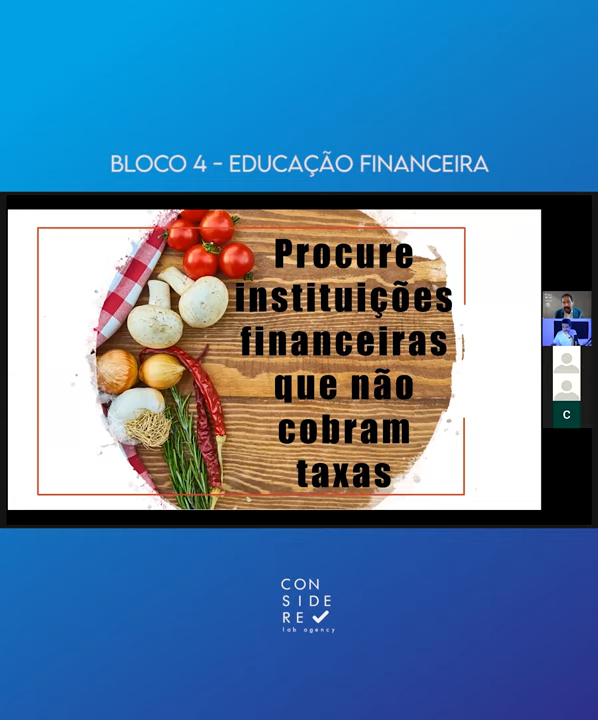 BLOCO 4 - EDUCAÇÃO FINANCEIRA
Procure
instituições
financeiras
que não
cobram
taxas
C
CON
SIDE
RE
lab agency